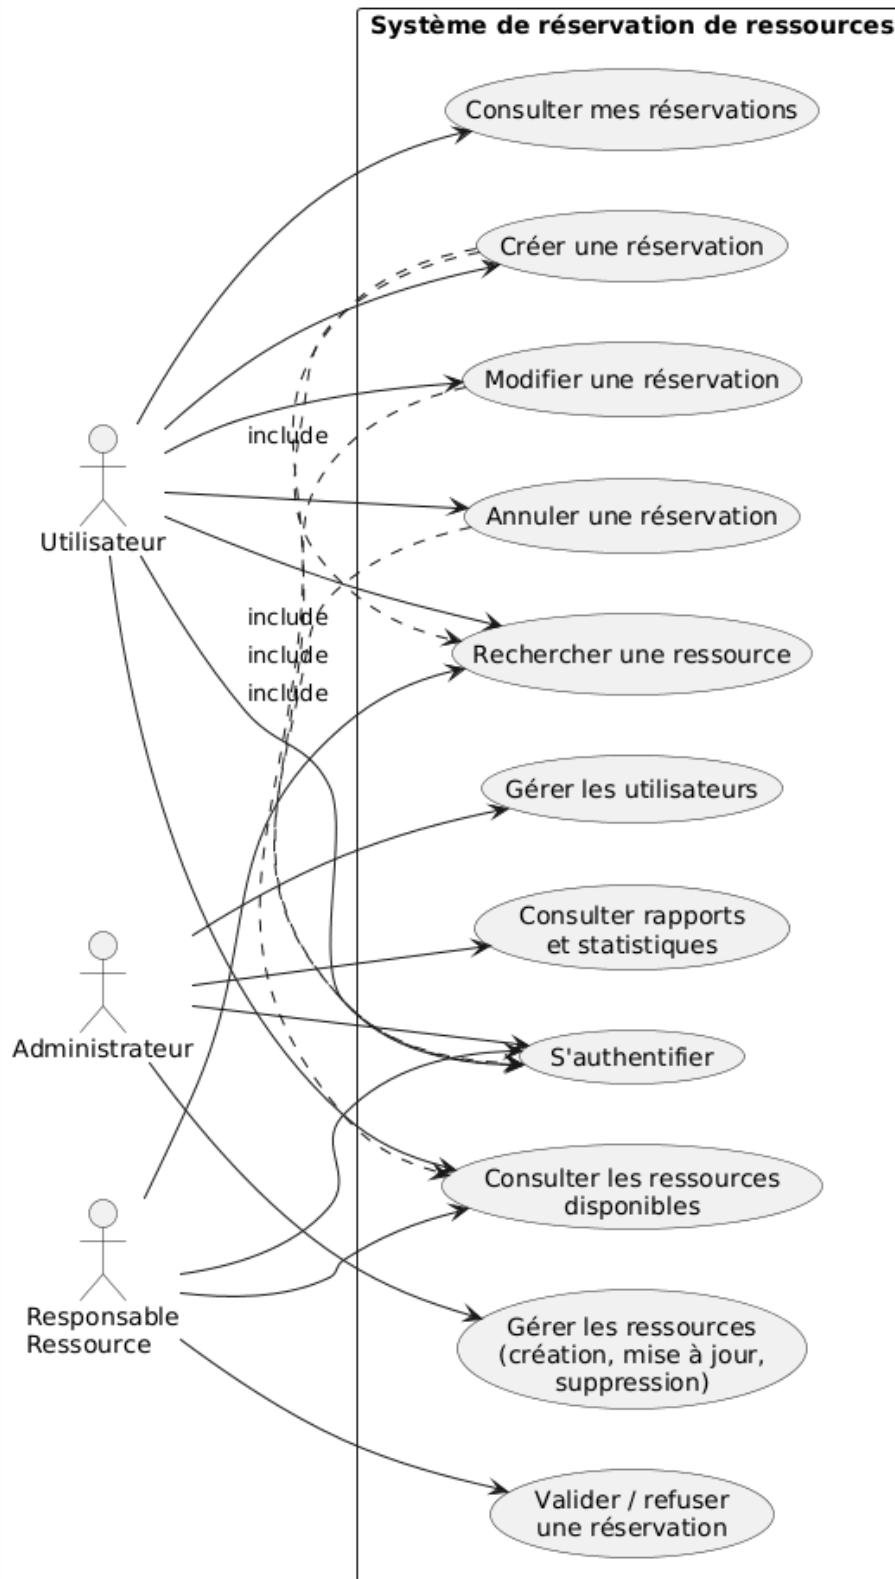 Système de réservation de ressources
Consulter mes réservations
Créer une réservation
Modifier une réservation
include
Annuler une réservation
Utilisateur
include
Rechercher une ressource
include
include
Gérer les utilisateurs
Consulter rapports
et statistiques
Administrateur
S'authentifier
Consulter les ressources
disponibles
Responsable
Ressource
Gérer les ressources
(création, mise à jour,
suppression)
Valider / refuser
une réservation